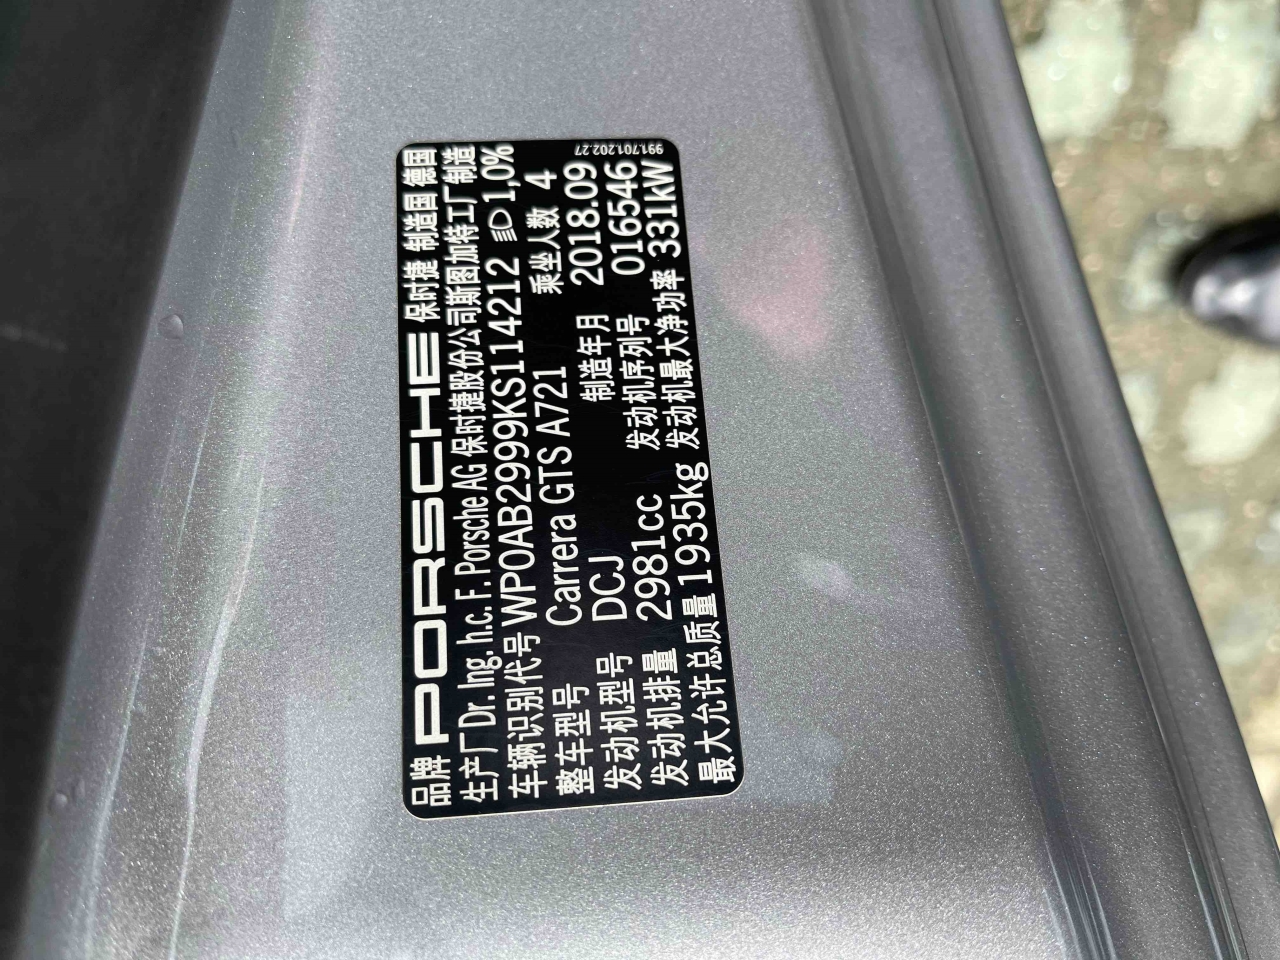 品牌 PORSCHE 保时捷 制造国 德国
生产厂 Dr. Ing. h.c. F. Porsche AG 保时捷股份公司斯图加特工厂 制造
车辆识别代号 WP0AB2999KS114212 1,0%
整车型号 Carrera GTS A721 乘坐人数 4
发动机型号 DCJ 制造年月 2018.09
发动机排量 2981cc 发动机序列号 016546
最大允许总质量 1935kg 发动机最大净功率 331kW
991.701.202.27